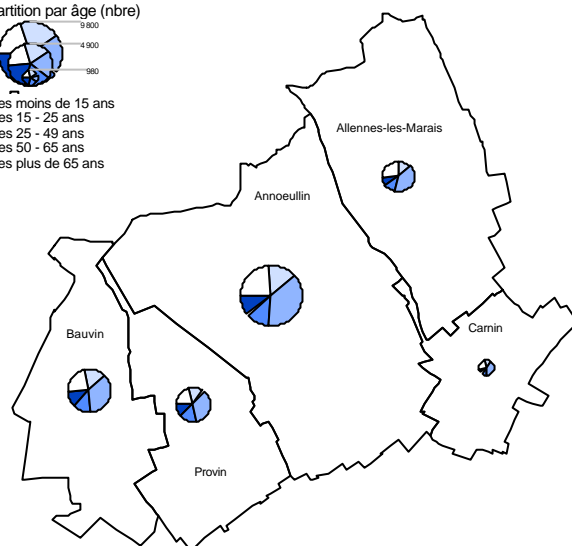 artition par âge (nbre)
9 800
4 900
980
es moins de 15 ans
es 15 - 25 ans
es 25 - 49 ans
es 50 - 65 ans
es plus de 65 ans
Allennes-les-Marais
Annoeullin
Carnin
Bauvin
Provin